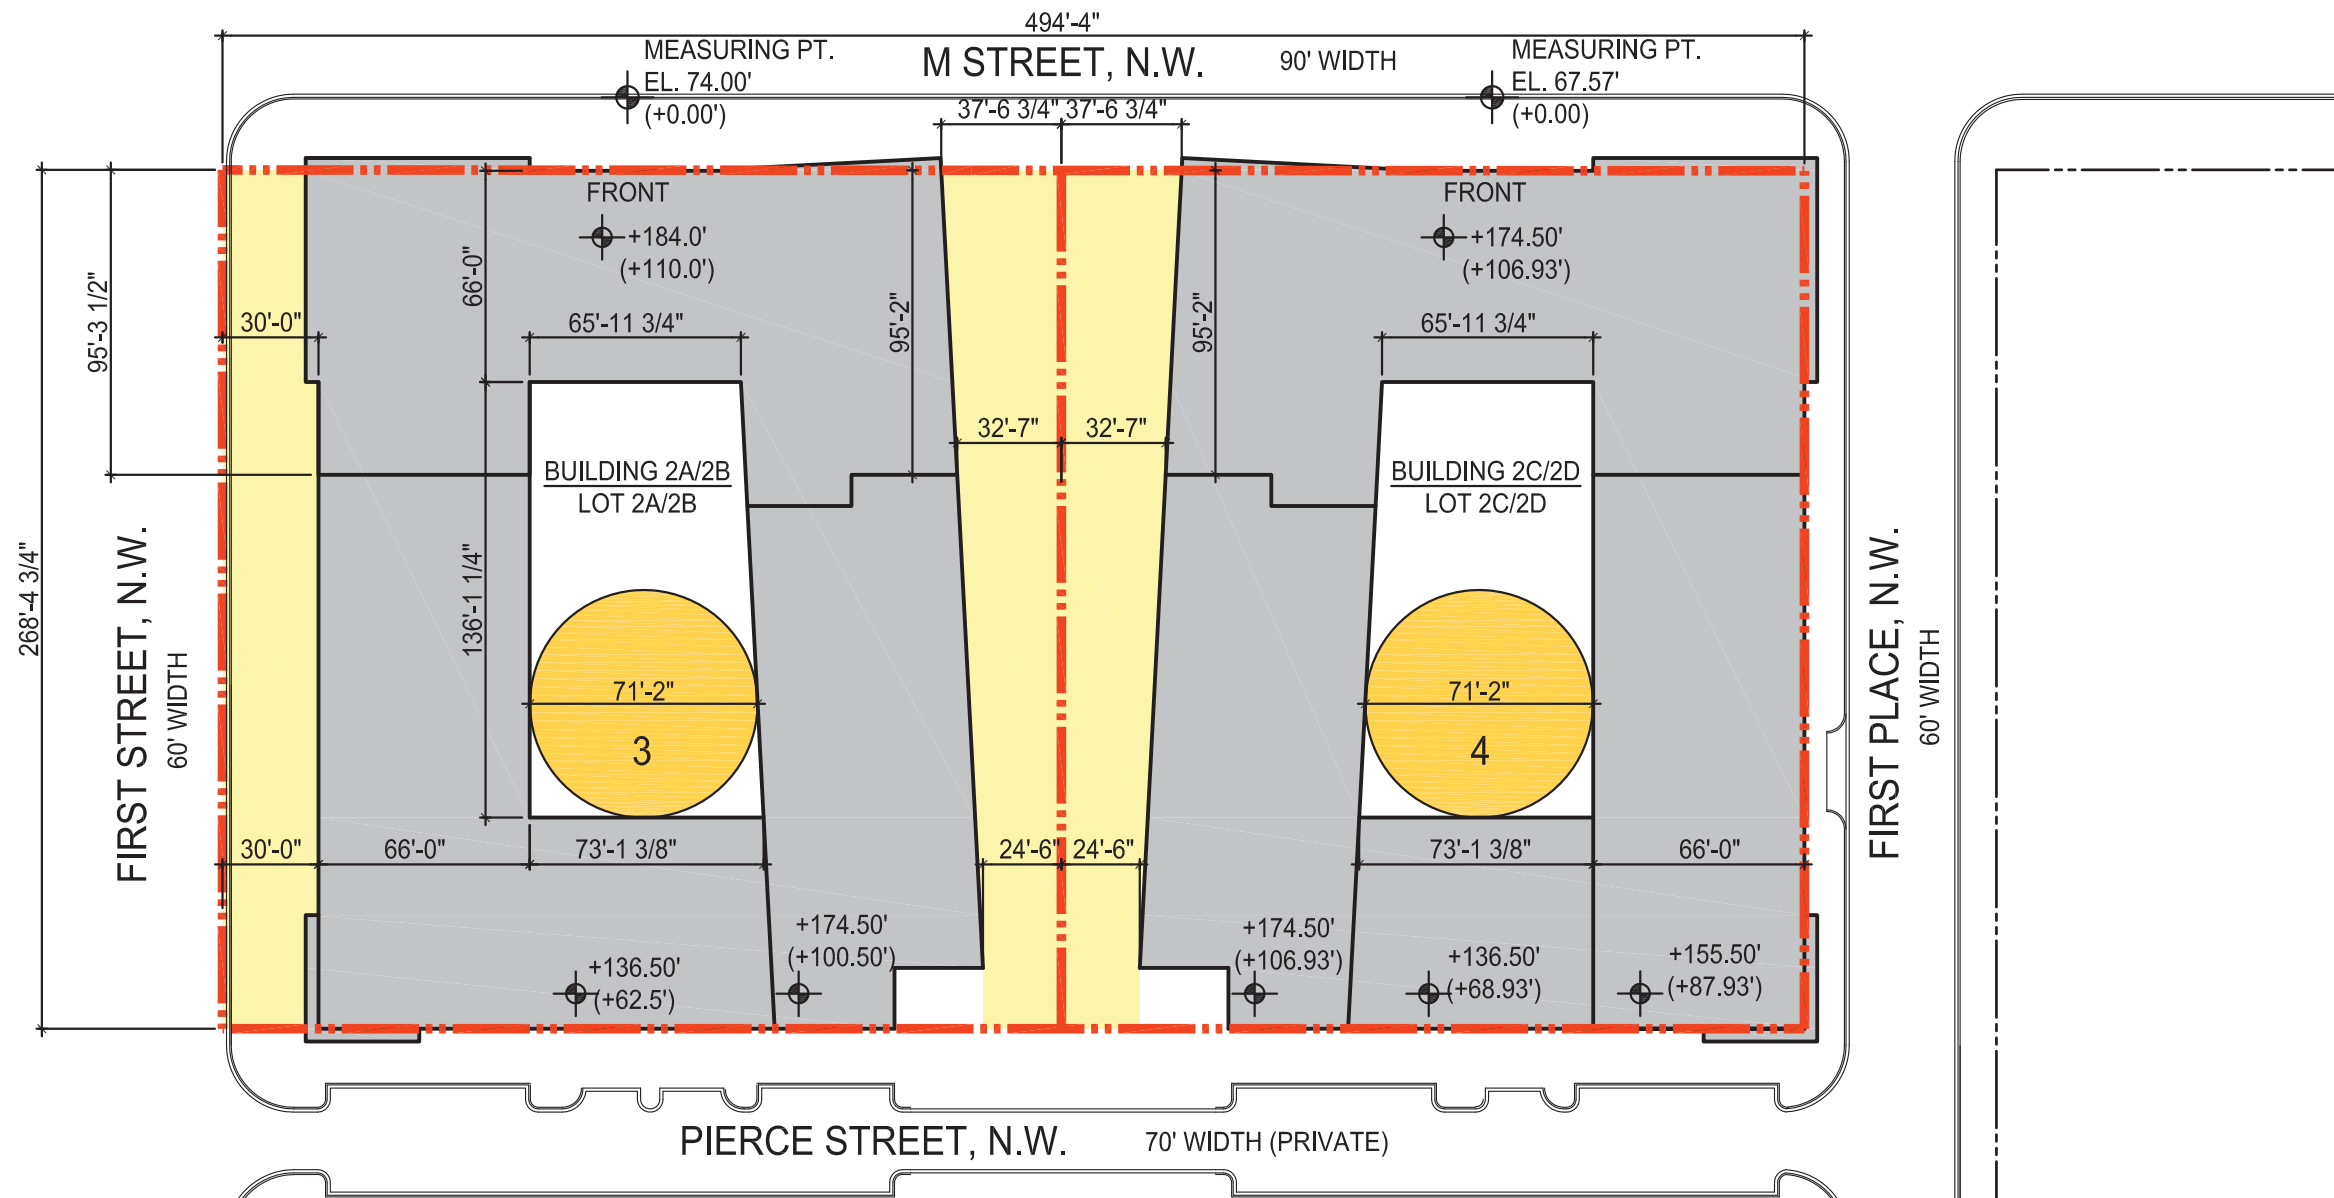 494'-4"
MEASURING PT.
EL. 74.00'
(+0.00')
M STREET, N.W.
90' WIDTH
MEASURING PT.
EL. 67.57'
(+0.00)
37'-6 3/4"
37'-6 3/4"
FRONT
+184.0'
(+110.0')
FRONT
+174.50'
(+106.93')
66'-0"
95'-3 1/2"
30'-0"
65'-11 3/4"
95'-2"
95'-2"
65'-11 3/4"
32'-7"
32'-7"
BUILDING 2A/2B
LOT 2A/2B
BUILDING 2C/2D
LOT 2C/2D
268'-4 3/4"
FIRST STREET, N.W.
60' WIDTH
136'-1 1/4"
71'-2"
3
71'-2"
4
FIRST PLACE, N.W.
60' WIDTH
30'-0"
66'-0"
73'-1 3/8"
24'-6"
24'-6"
73'-1 3/8"
66'-0"
+136.50'
(+62.5')
+174.50'
(+100.50')
+174.50'
(+106.93')
+136.50'
(+68.93')
+155.50'
(+87.93')
PIERCE STREET, N.W.
70' WIDTH (PRIVATE)